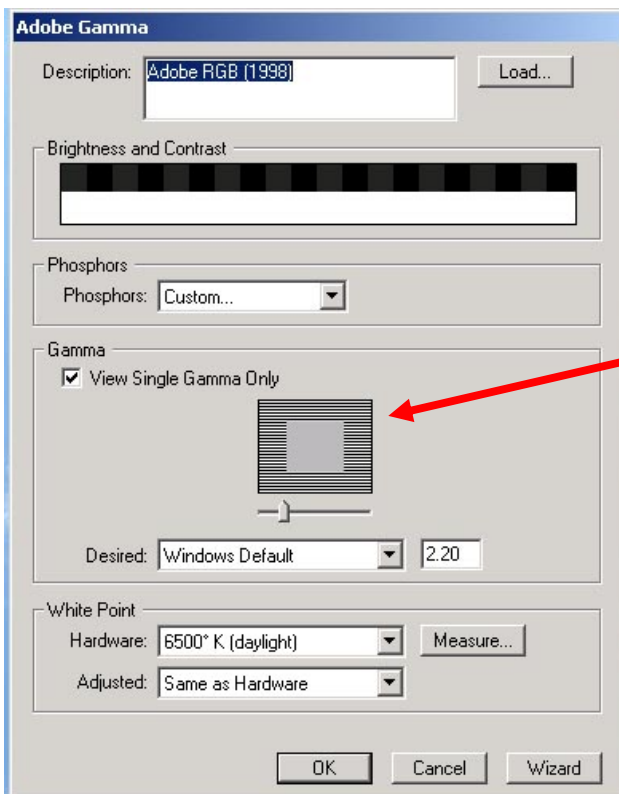 Adobe Gamma
Description: Adobe RGB (1998) Load...
Brightness and Contrast
Phosphors
Phosphors: Custom...
Gamma
View Single Gamma Only
Desired: Windows Default 2.20
White Point
Hardware: 6500° K (daylight) Measure...
Adjusted: Same as Hardware
OK Cancel Wizard